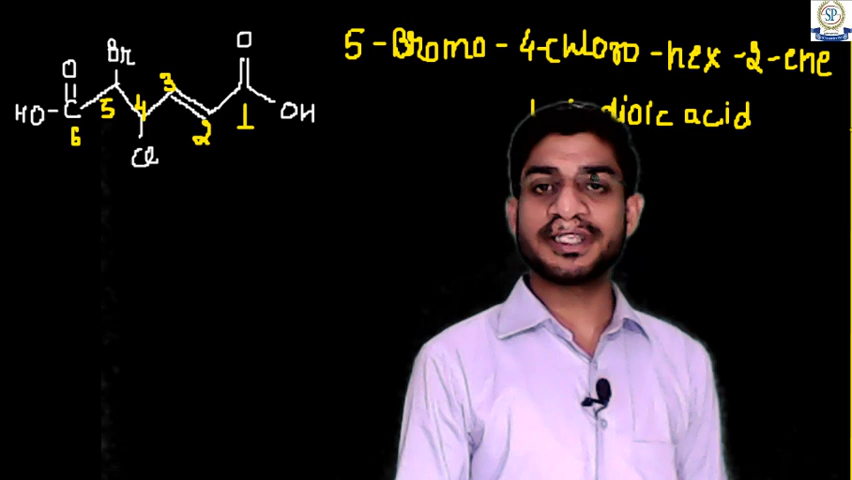 5-Bromo-4-chloro-hex-2-ene
dioic acid
O Br O
HO-C OH
Cl
6 5 4 3 2 1
SP